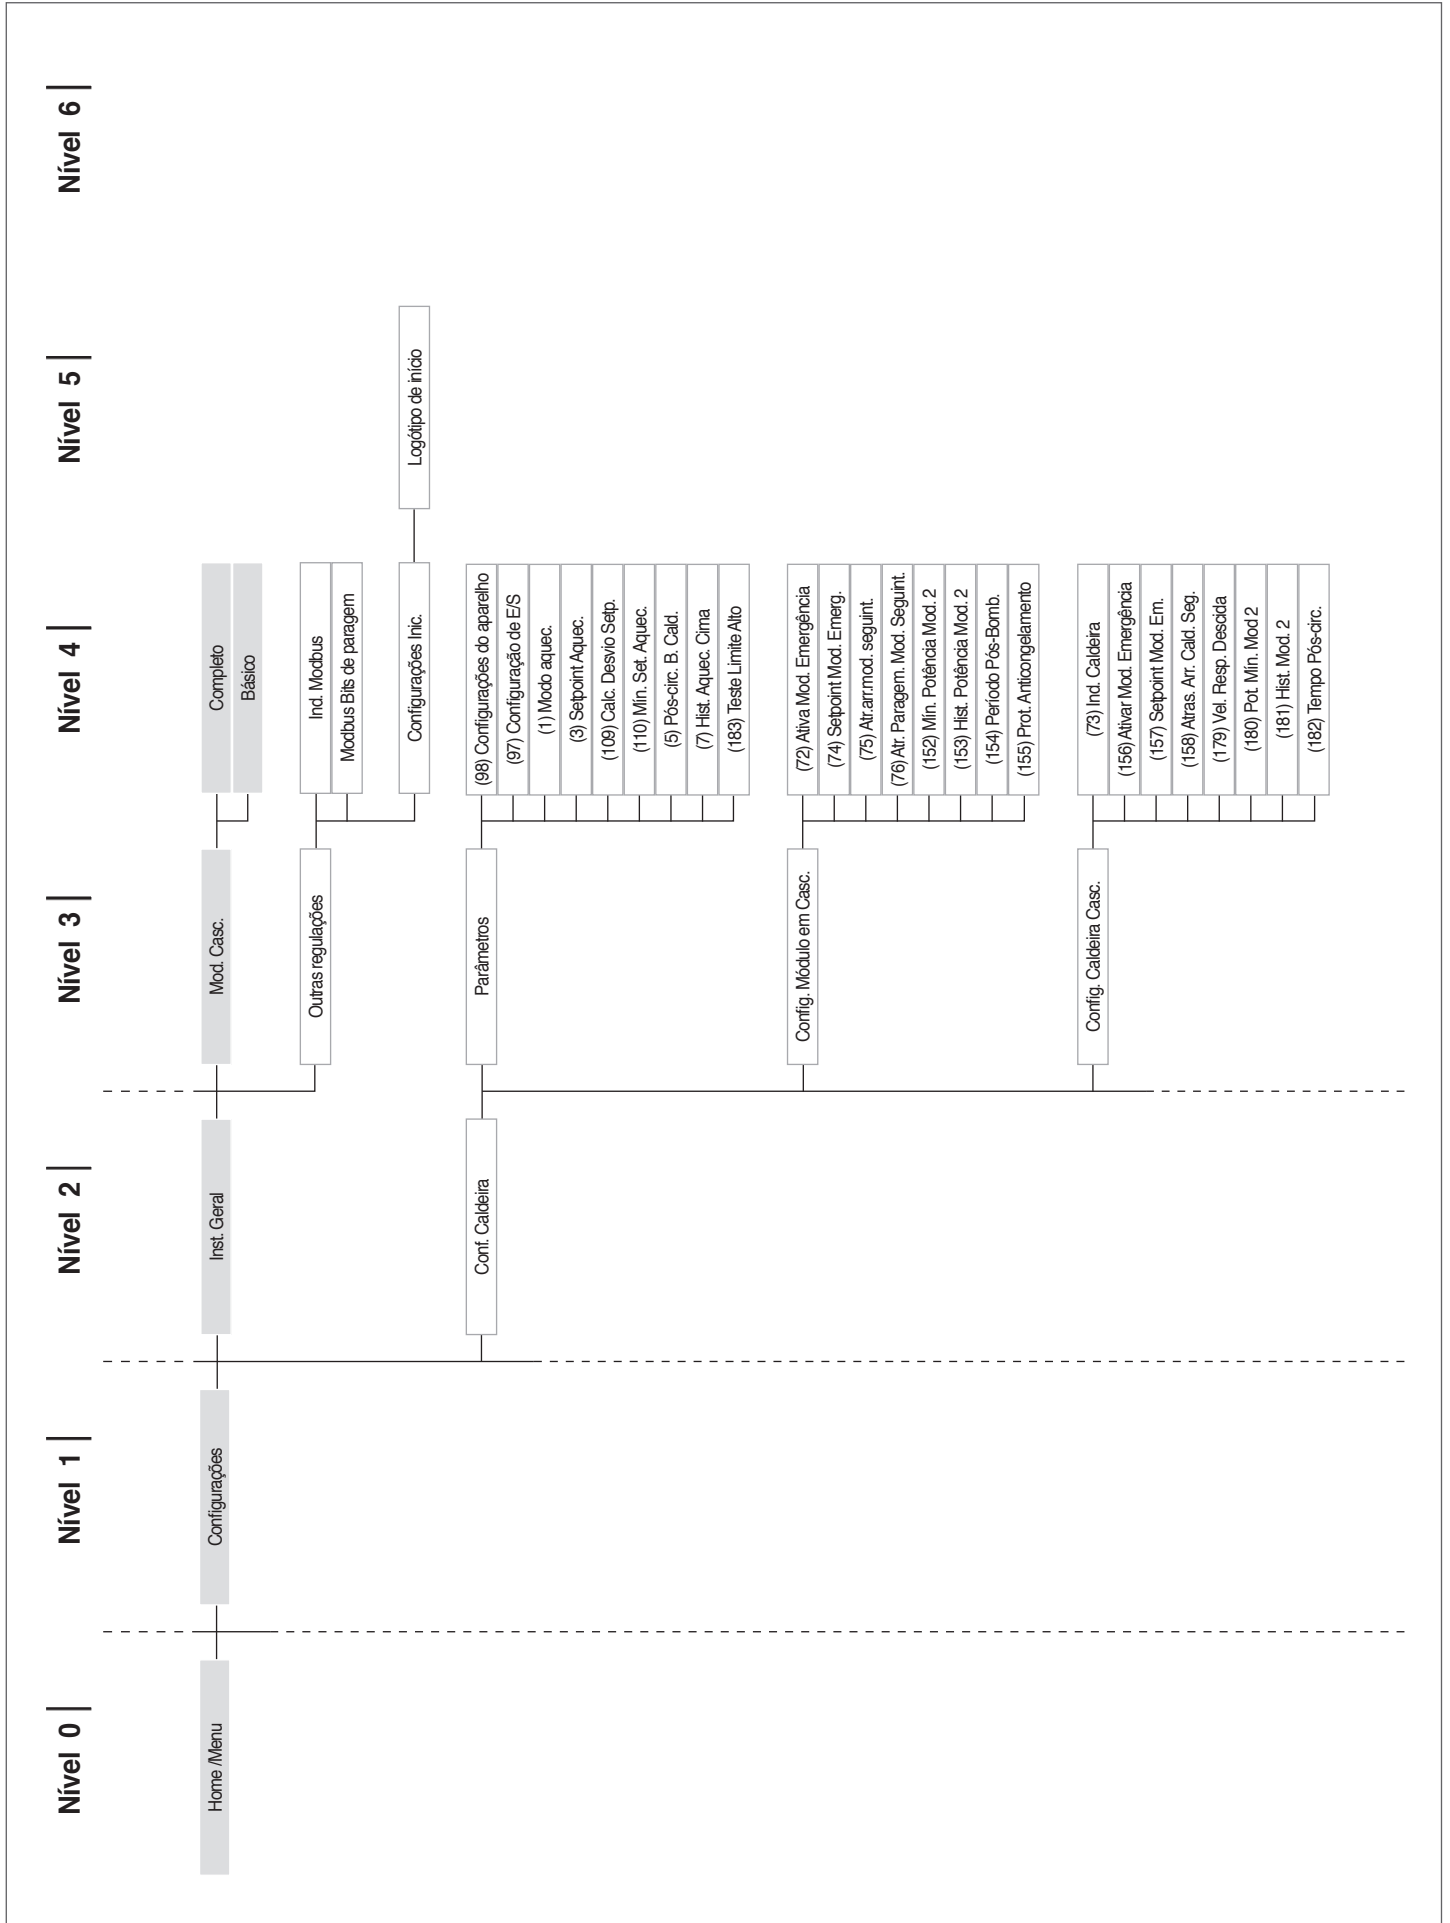 Nível 0
Nível 1
Nível 2
Nível 3
Nível 4
Nível 5
Nível 6
Home /Menu
Configurações
Inst. Geral
Mod. Casc.
Completo
Básico
Outras regulações
Ind. Modbus
Modbus Bits de paragem
Configurações Inic.
Logótipo de início
Conf. Caldeira
Parâmetros
(98) Configurações do aparelho
(97) Configuração de E/S
(1) Modo aquec.
(3) Setpoint Aquec.
(109) Calc. Desvio Setp.
(110) Mín. Set. Aquec.
(5) Pós-circ. B. Cald.
(7) Hist. Aquec. Cima
(183) Teste Limite Alto
Config. Módulo em Casc.
(72) Ativa Mod. Emergência
(74) Setpoint Mod. Emerg.
(75) Atr.arr.mod. seguint.
(76) Atr. Paragem. Mod. Seguint.
(152) Mín. Potência Mod. 2
(153) Hist. Potência Mod. 2
(154) Período Pós-Bomb.
(155) Prot. Anticongelamento
Config. Caldeira Casc.
(73) Ind. Caldeira
(156) Ativar Mod. Emergência
(157) Setpoint Mod. Em.
(158) Atras. Arr. Cald. Seg.
(179) Vel. Resp. Descida
(180) Pot. Mín. Mod 2
(181) Hist. Mod. 2
(182) Tempo Pós-circ.